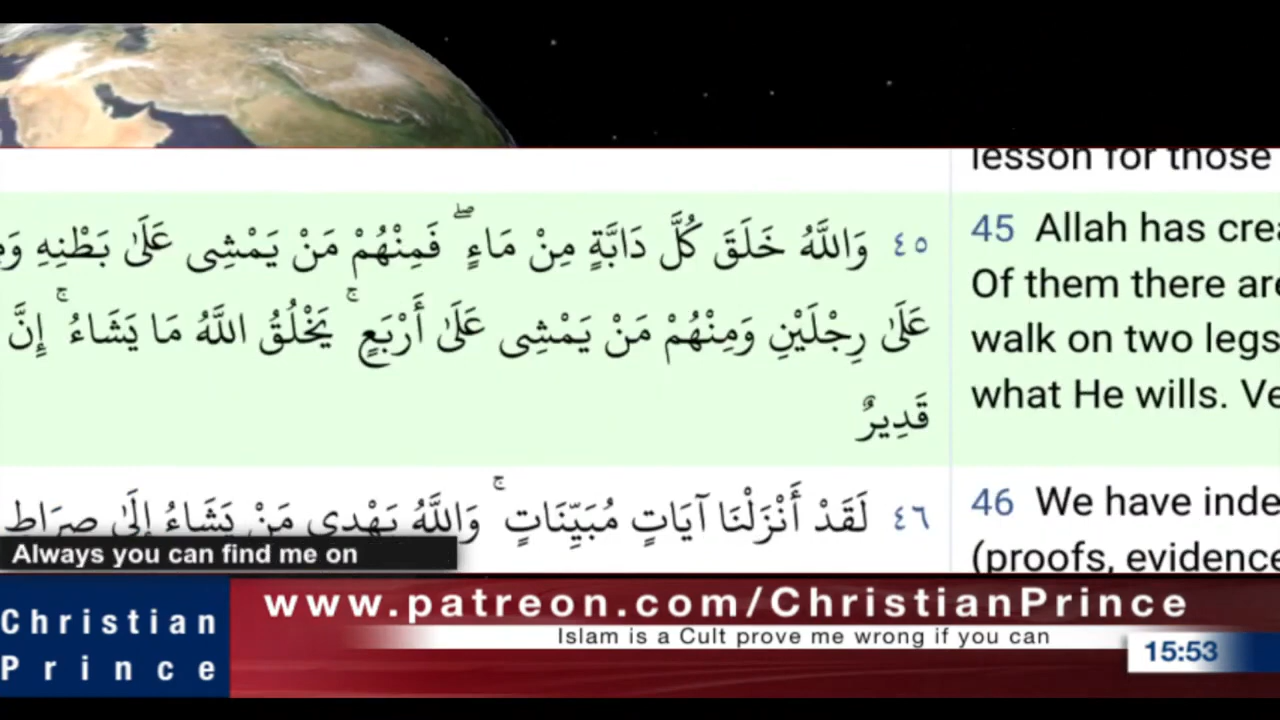 lesson for those
وَاللَّهُ خَلَقَ كُلَّ دَابَّةٍ مِنْ مَاءٍ ۖ فَمِنْهُمْ مَنْ يَمْشِي عَلَىٰ بَطْنِهِ ٤٥
عَلَىٰ رِجْلَيْنِ وَمِنْهُمْ مَنْ يَمْشِي عَلَىٰ أَرْبَعٍ ۚ يَخْلُقُ اللَّهُ مَا يَشَاءُ ۚ إِنَّ
قَدِيرٌ
45 Allah has crea
Of them there are
walk on two legs
what He wills. Ve
لَقَدْ أَنْزَلْنَا آيَاتٍ مُبَيِّنَاتٍ ۚ وَاللَّهُ يَهْدِي مَنْ يَشَاءُ إِلَىٰ صِرَاطٍ ٤٦
46 We have inde
(proofs, evidence
Always you can find me on
Christian
Prince
www.patreon.com/ChristianPrince
Islam is a Cult prove me wrong if you can
15:53